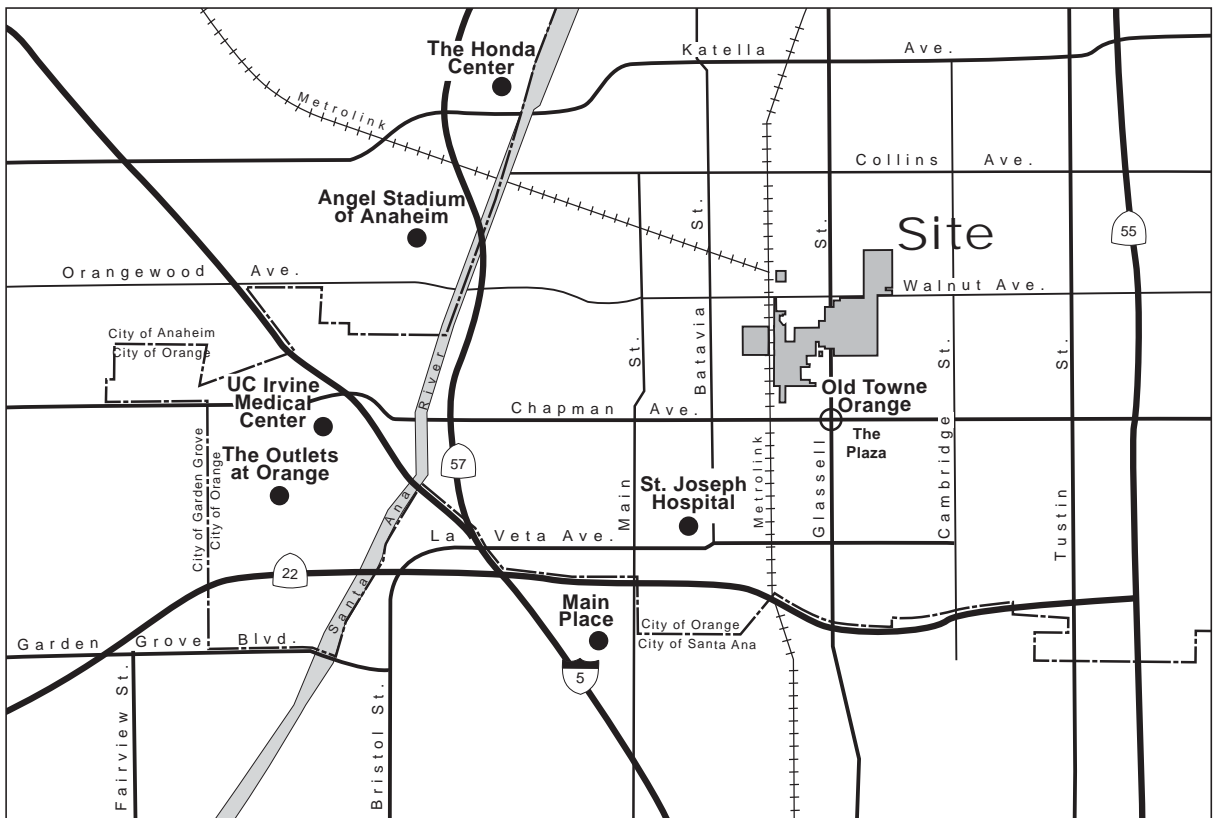 The Honda
Center
Katella Ave.
Metrolink
Collins Ave.
Angel Stadium
of Anaheim
St.
St.
Site
55
Orangewood Ave.
Walnut Ave.
City of Anaheim
City of Orange
River
St.
Batavia
St.
St.
UC Irvine
Medical
Center
Old Towne
Orange
Chapman Ave.
The
Plaza
The Outlets
at Orange
City of Garden Grove
City of Orange
57
St. Joseph
Hospital
Main
Metrolink
Glassell
Cambridge
Tustin
Ana
La Veta Ave.
22
Santa
Main
Place
City of Orange
City of Santa Ana
Garden Grove Blvd.
5
Fairview St.
Bristol St.